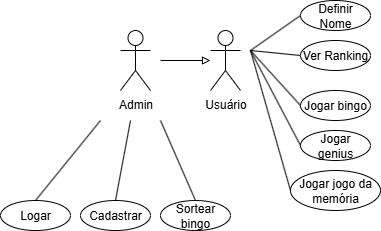 Definir
Nome
Ver Ranking
Admin
Usuário
Jogar bingo
Jogar
genius
Jogar jogo da
memória
Logar
Cadastrar
Sortear
bingo